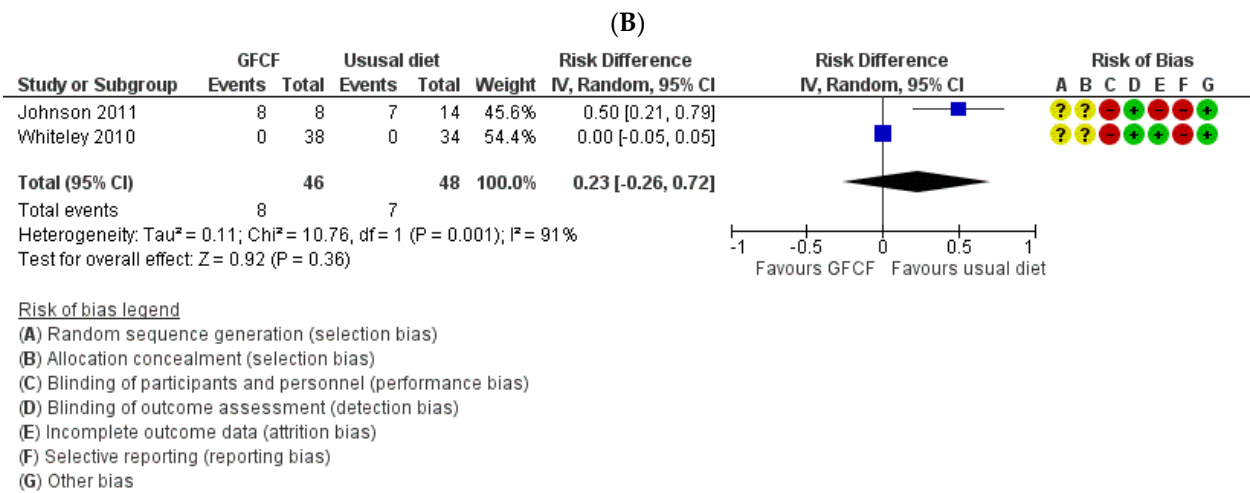 (B)
GFCF Ususal diet Risk Difference Risk Difference Risk of Bias
Study or Subgroup Events Total Events Total Weight IV, Random, 95% CI IV, Random, 95% CI A B C D E F G
Johnson 2011 8 8 7 14 45.6% 0.50 [0.21, 0.79] ? ? - + - - +
Whiteley 2010 0 38 0 34 54.4% 0.00 [-0.05, 0.05] ? ? - + + - +
Total (95% CI) 46 48 100.0% 0.23 [-0.26, 0.72]
Total events 8 7
Heterogeneity: Tau² = 0.11; Chi² = 10.76, df = 1 (P = 0.001); I² = 91%
Test for overall effect: Z = 0.92 (P = 0.36)
-1 -0.5 0 0.5 1
Favours GFCF Favours usual diet
Risk of bias legend
(A) Random sequence generation (selection bias)
(B) Allocation concealment (selection bias)
(C) Blinding of participants and personnel (performance bias)
(D) Blinding of outcome assessment (detection bias)
(E) Incomplete outcome data (attrition bias)
(F) Selective reporting (reporting bias)
(G) Other bias